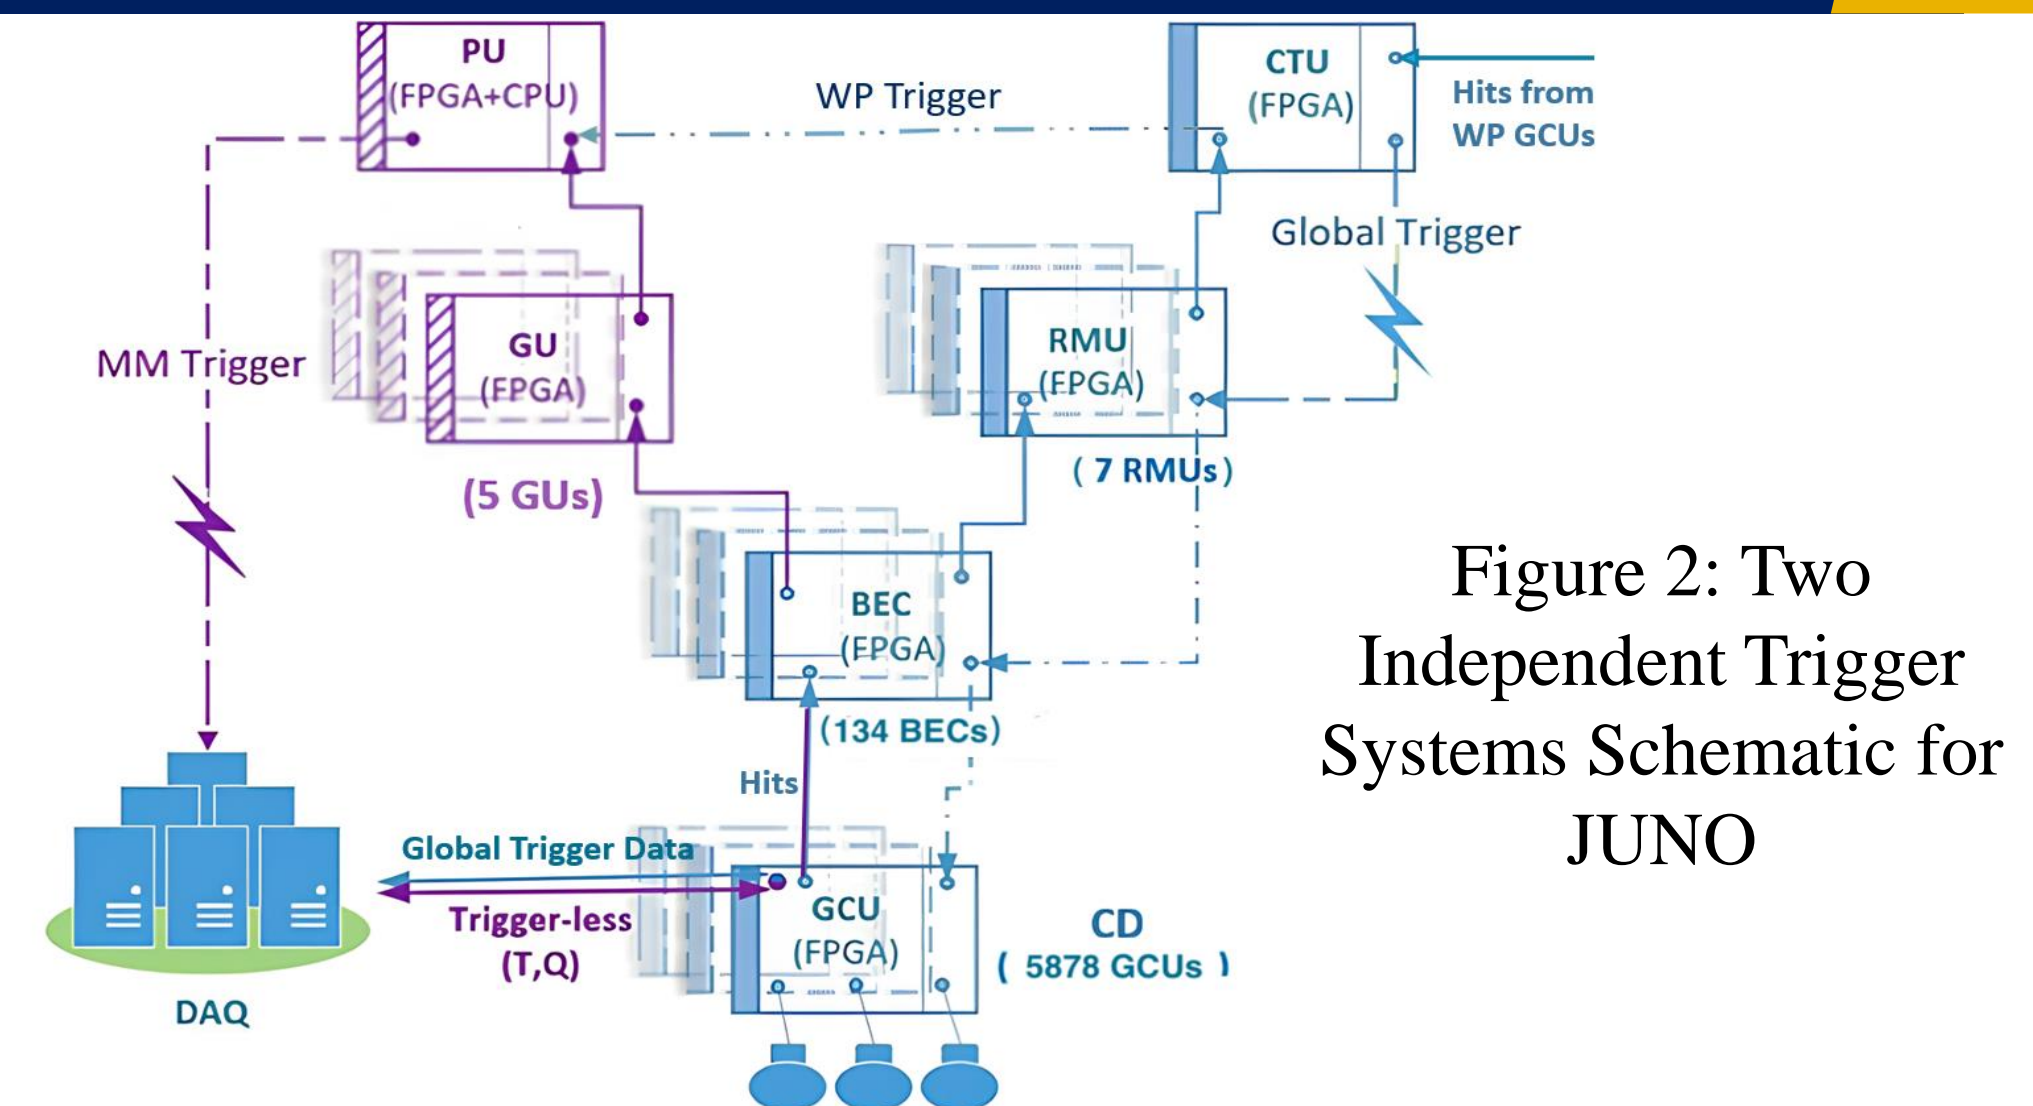 PU
(FPGA+CPU)
WP Trigger
CTU
(FPGA)
Hits from
WP GCUs
Global Trigger
MM Trigger
GU
(FPGA)
(5 GUs)
RMU
(FPGA)
( 7 RMUs)
BEC
(FPGA)
(134 BECs)
Hits
Global Trigger Data
Trigger-less
(T,Q)
GCU
(FPGA)
CD
( 5878 GCUs )
DAQ
Figure 2: Two
Independent Trigger
Systems Schematic for
JUNO